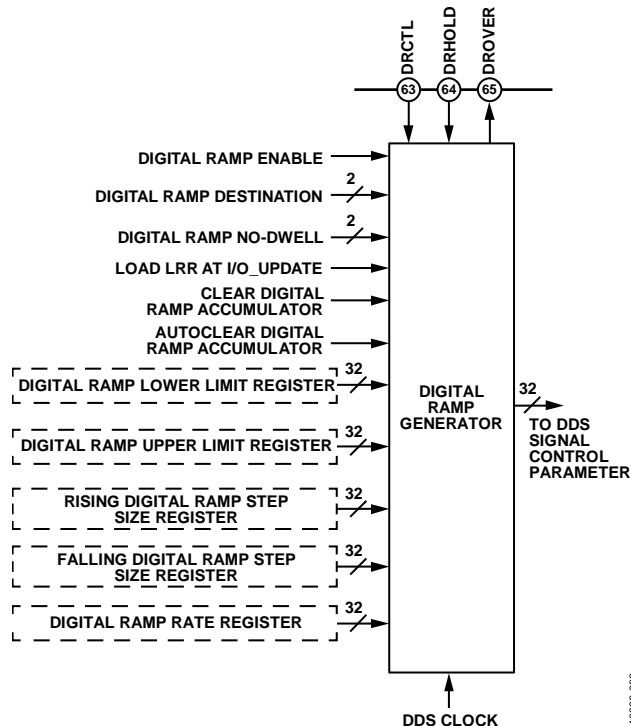 DRCTL
DRHOLD
DROVER
63
64
65
DIGITAL RAMP ENABLE
2
DIGITAL RAMP DESTINATION
2
DIGITAL RAMP NO-DWELL
LOAD LRR AT I/O_UPDATE
CLEAR DIGITAL
RAMP ACCUMULATOR
AUTOCLEAR DIGITAL
RAMP ACCUMULATOR
32
DIGITAL RAMP LOWER LIMIT REGISTER
32
DIGITAL RAMP UPPER LIMIT REGISTER
32
RISING DIGITAL RAMP STEP
SIZE REGISTER
32
FALLING DIGITAL RAMP STEP
SIZE REGISTER
32
DIGITAL RAMP RATE REGISTER
DIGITAL
RAMP
GENERATOR
32
TO DDS
SIGNAL
CONTROL
PARAMETER
DDS CLOCK